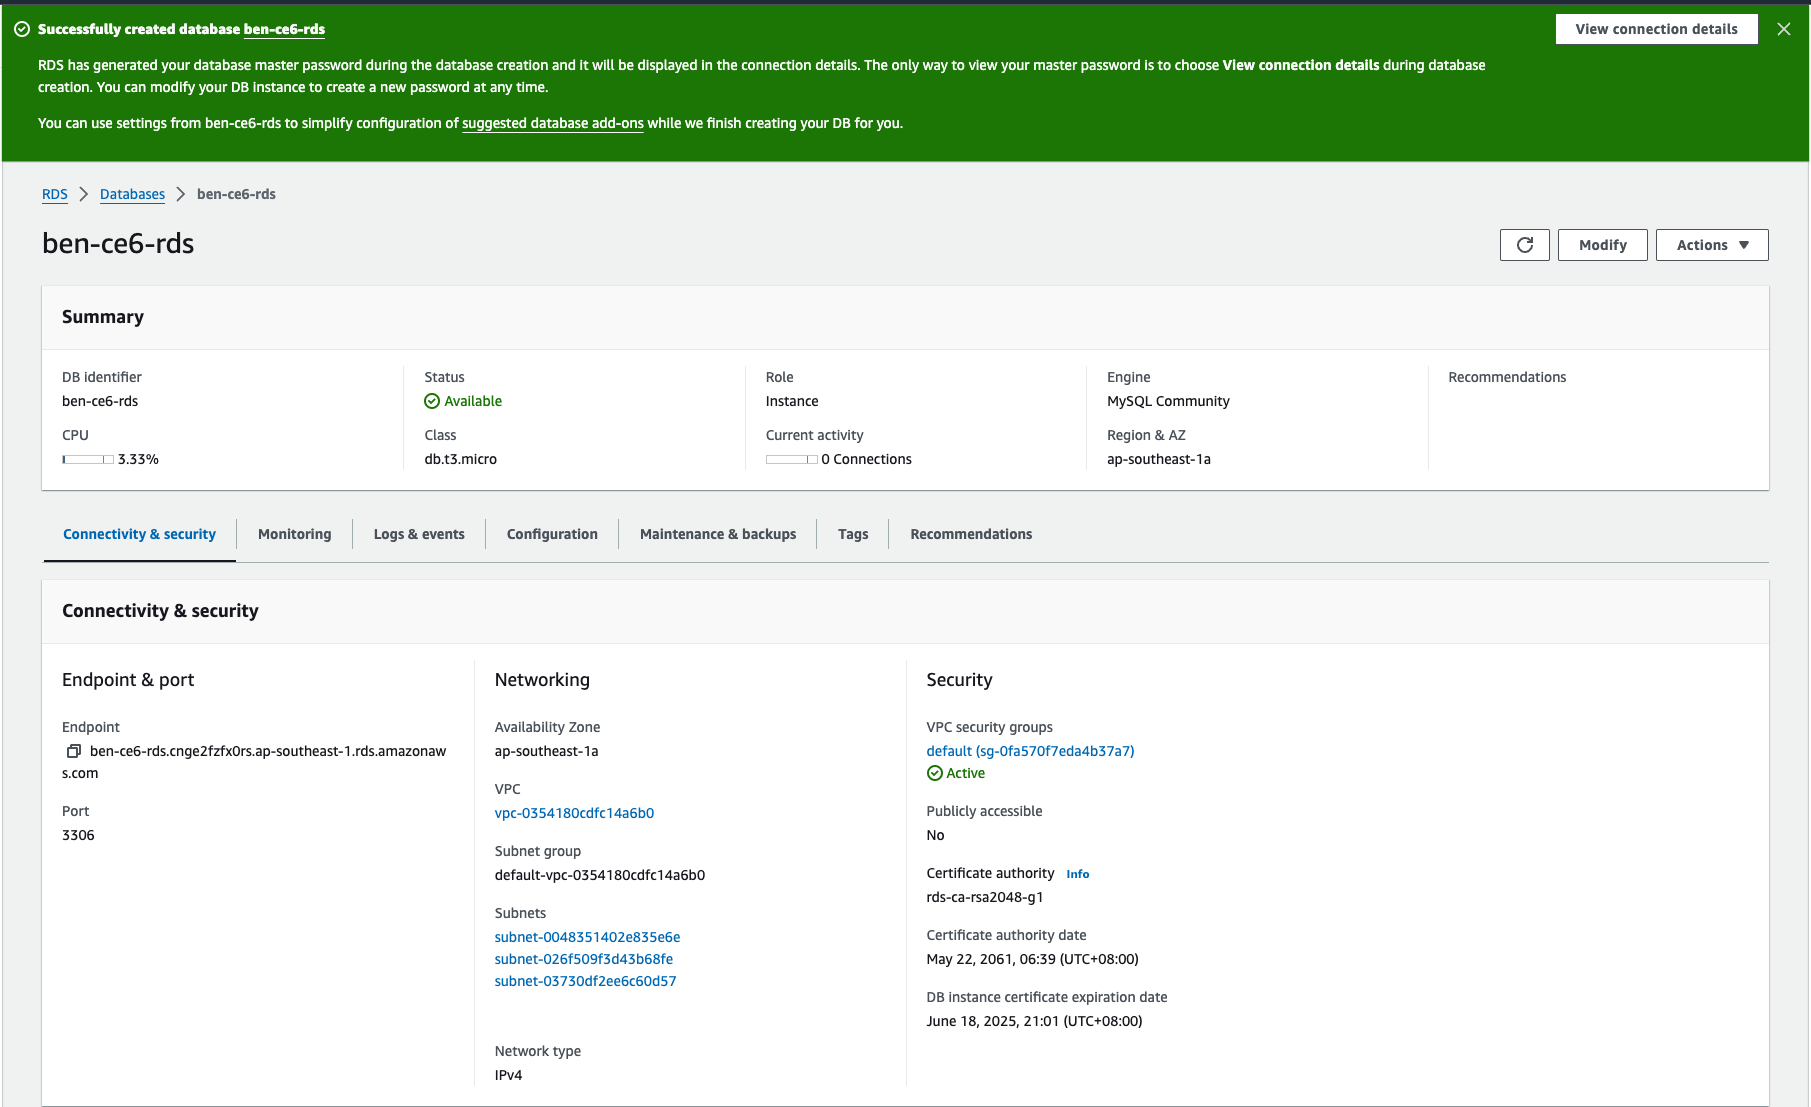 Successfully created database ben-ce6-rds
View connection details
RDS has generated your database master password during the database creation and it will be displayed in the connection details. The only way to view your master password is to choose View connection details during database
creation. You can modify your DB instance to create a new password at any time.
You can use settings from ben-ce6-rds to simplify configuration of suggested database add-ons while we finish creating your DB for you.
RDS > Databases > ben-ce6-rds
ben-ce6-rds
Modify
Actions
Summary
DB identifier
ben-ce6-rds
CPU
3.33%
Status
Available
Class
db.t3.micro
Role
Instance
Current activity
0 Connections
Engine
MySQL Community
Region & AZ
ap-southeast-1a
Recommendations
Connectivity & security
Monitoring
Logs & events
Configuration
Maintenance & backups
Tags
Recommendations
Connectivity & security
Endpoint & port
Endpoint
ben-ce6-rds.cnge2fzfx0rs.ap-southeast-1.rds.amazonaw
s.com
Port
3306
Networking
Availability Zone
ap-southeast-1a
VPC
vpc-0354180cdfc14a6b0
Subnet group
default-vpc-0354180cdfc14a6b0
Subnets
subnet-0048351402e835e6e
subnet-026f509f3d43b68fe
subnet-03730df2ee6c60d57
Network type
IPv4
Security
VPC security groups
default (sg-0fa570f7eda4b37a7)
Active
Publicly accessible
No
Certificate authority Info
rds-ca-rsa2048-g1
Certificate authority date
May 22, 2061, 06:39 (UTC+08:00)
DB instance certificate expiration date
June 18, 2025, 21:01 (UTC+08:00)